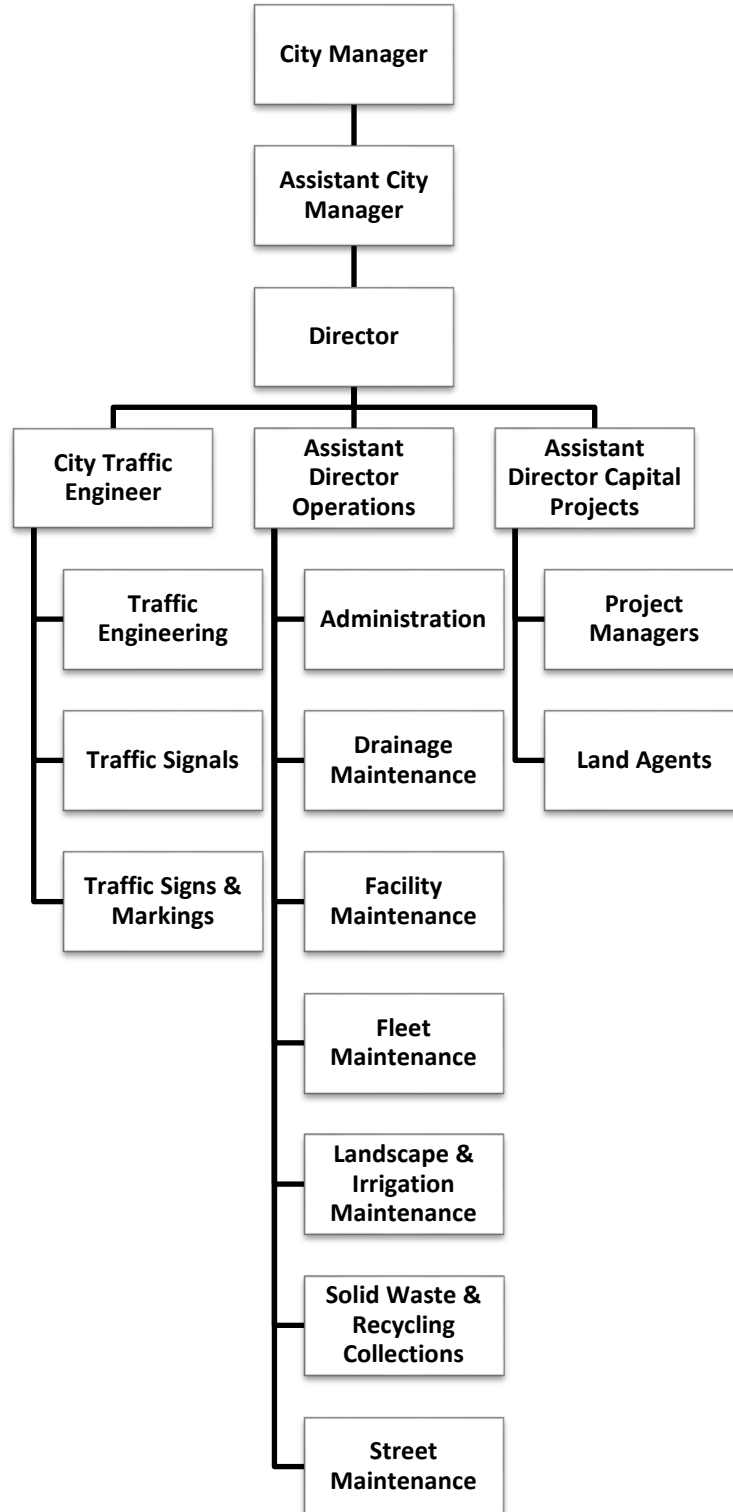 City Manager
Assistant City
Manager
Director
City Traffic
Engineer
Traffic
Engineering
Traffic Signals
Traffic Signs &
Markings
Assistant
Director
Operations
Administration
Drainage
Maintenance
Facility
Maintenance
Fleet
Maintenance
Landscape &
Irrigation
Maintenance
Solid Waste &
Recycling
Collections
Street
Maintenance
Assistant
Director Capital
Projects
Project
Managers
Land Agents